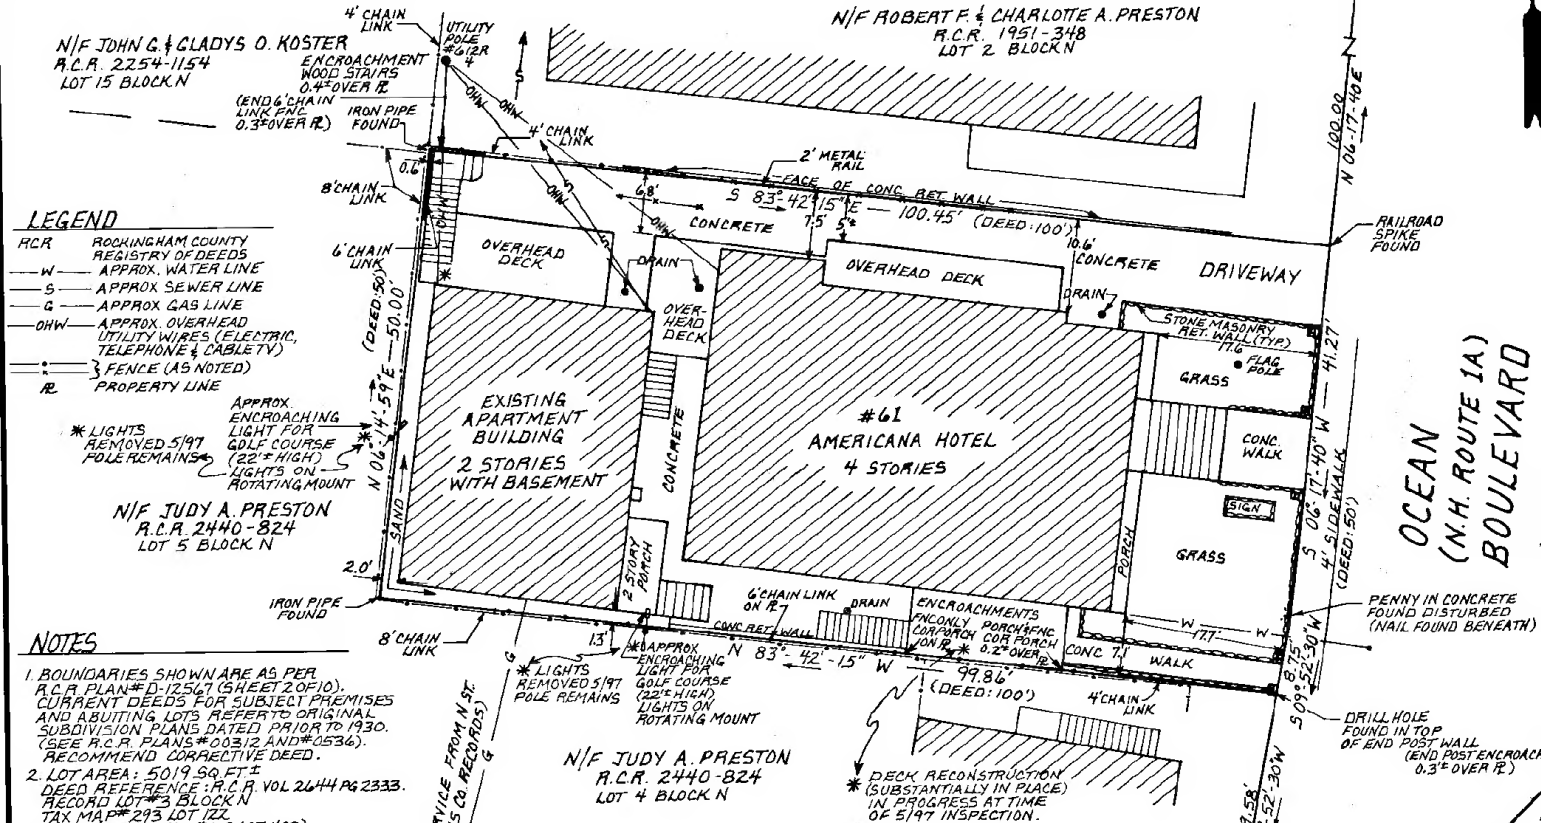 4' CHAIN
LINK
UTILITY
POLE
#612R
4
N/F JOHN G. & GLADYS O. KOSTER
R.C.R. 2254-1154
LOT 15 BLOCK N
ENCROACHMENT
WOOD STAIRS
0.4'± OVER PL
(END 6' CHAIN
LINK FNC.
0.3'± OVER PL)
IRON PIPE
FOUND
N/F ROBERT F. & CHARLOTTE A. PRESTON
R.C.R. 1951-348
LOT 2 BLOCK N
N
100.00
N 06-17-40 E
S
OHW
OHW
4' CHAIN
LINK
2' METAL
RAIL
FACE OF CONC. RET. WALL
S 83°-42'-15" E — 100.45' (DEED: 100')
0.6'
8' CHAIN
LINK
6' CHAIN
LINK
OHW
OHW
S
OHW
6.8'
7.5'
5'±
10.6'
CONCRETE
CONCRETE
DRIVEWAY
RAILROAD
SPIKE
FOUND
LEGEND
RCR ROCKINGHAM COUNTY
REGISTRY OF DEEDS
W APPROX. WATER LINE
S APPROX SEWER LINE
G APPROX GAS LINE
OHW APPROX. OVERHEAD
UTILITY WIRES (ELECTRIC,
TELEPHONE & CABLE TV)
} FENCE (AS NOTED)
PL PROPERTY LINE
OVERHEAD
DECK
DRAIN
OVER-
HEAD
DECK
OVERHEAD DECK
DRAIN
STONE MASONRY
RET. WALL (TYP.)
17.6
FLAG
POLE
GRASS
(DEED: 50')
N 06°-14'-59" E — 50.00'
APPROX.
ENCROACHING
LIGHT FOR
GOLF COURSE
(22'± HIGH)
LIGHTS ON
ROTATING MOUNT
* LIGHTS
REMOVED 5/97
POLE REMAINS
N/F JUDY A. PRESTON
R.C.R. 2440-824
LOT 5 BLOCK N
EXISTING
APARTMENT
BUILDING
2 STORIES
WITH BASEMENT
CONCRETE
#61
AMERICANA HOTEL
4 STORIES
CONC.
WALK
SIGN
GRASS
PORCH
S 06°-17'-40" W — 41.27'
4' SIDEWALK
(DEED: 50')
OCEAN
(N.H. ROUTE 1A)
BOULEVARD
SAND
2.0'
2 STORY
PORCH
IRON PIPE
FOUND
8' CHAIN
LINK
13'
6' CHAIN LINK
ON PL
DRAIN
CONC RET. WALL
ENCROACHMENTS
FNC ONLY
COR PORCH
ON PL
PORCH & FNC
COR PORCH
0.2'± OVER
PL
CONC
7.1
WALK
W W
17.7
W
PENNY IN CONCRETE
FOUND DISTURBED
(NAIL FOUND BENEATH)
8.75'
S 09°-52'-30" W
N 83°-42'-15" W
99.86'
(DEED: 100')
4' CHAIN
LINK
DRILL HOLE
FOUND IN TOP
OF END POST WALL
(END POST ENCROACH
0.3'± OVER PL)
* LIGHTS
REMOVED 5/97
POLE REMAINS
* APPROX
ENCROACHING
LIGHT FOR
GOLF COURSE
(22'± HIGH)
LIGHTS ON
ROTATING MOUNT
N/F JUDY A. PRESTON
R.C.R. 2440-824
LOT 4 BLOCK N
*
* DECK RECONSTRUCTION
(SUBSTANTIALLY IN PLACE)
IN PROGRESS AT TIME
OF 5/97 INSPECTION.
9.58'
52'-30" W
G
G
VICE FROM N ST.
S CO. RECORDS)
NOTES
1. BOUNDARIES SHOWN ARE AS PER
R.C.R. PLAN # D-12567 (SHEET 2 OF 10).
CURRENT DEEDS FOR SUBJECT PREMISES
AND ABUTTING LOTS REFER TO ORIGINAL
SUBDIVISION PLANS DATED PRIOR TO 1930.
(SEE R.C.R. PLANS #00312 AND #0536).
RECOMMEND CORRECTIVE DEED.
2. LOT AREA: 5019 SQ. FT.±
DEED REFERENCE: R.C.R. VOL 2644 PG 2333.
RECORD LOT #3 BLOCK N
TAX MAP # 293 LOT 122